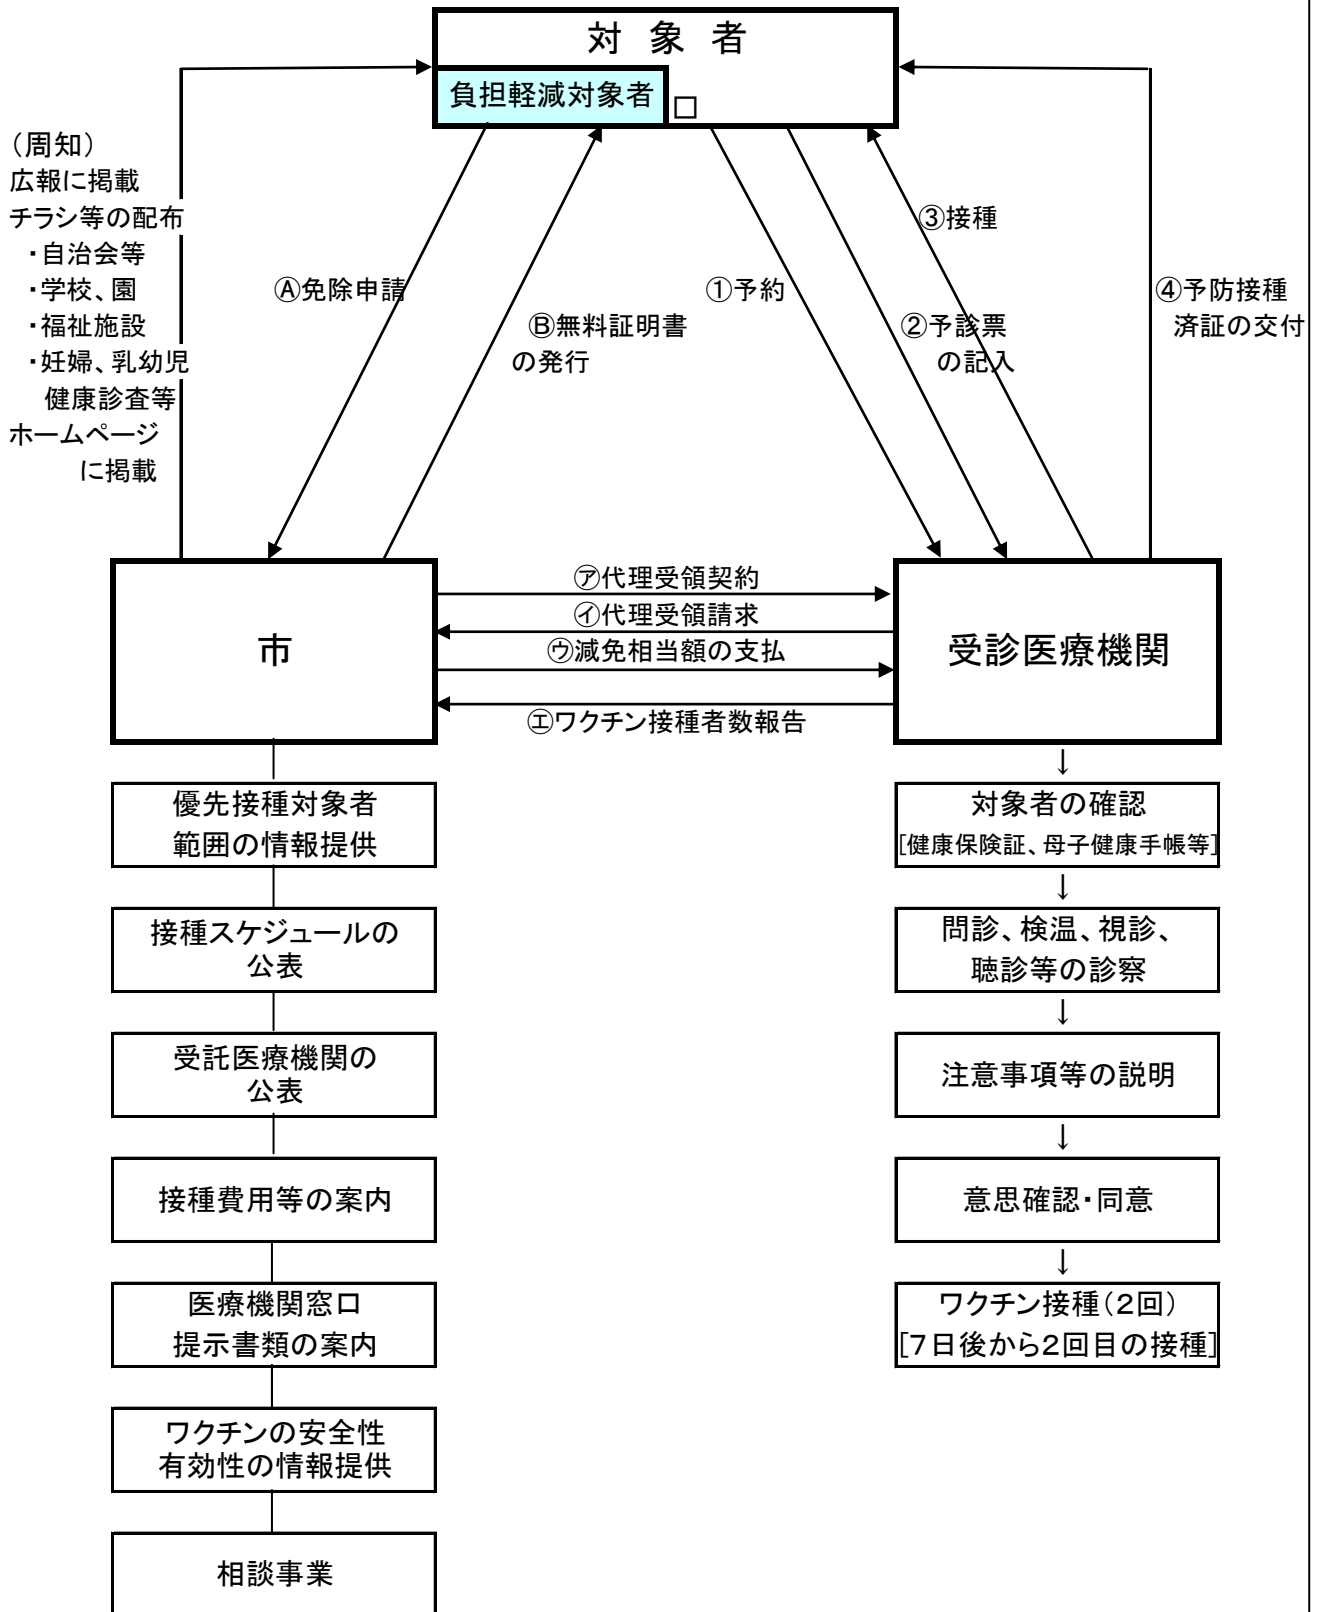 対 象 者
負担軽減対象者
□
(周知)
広報に掲載
チラシ等の配布
・自治会等
・学校、園
・福祉施設
・妊婦、乳幼児
健康診査等
ホームページ
に掲載
Ⓐ免除申請
Ⓑ無料証明書
の発行
①予約
②予診票
の記入
③接種
④予防接種
済証の交付
市
㋐代理受領契約
㋑代理受領請求
㋒減免相当額の支払
㋓ワクチン接種者数報告
受診医療機関
優先接種対象者
範囲の情報提供
接種スケジュールの
公表
受託医療機関の
公表
接種費用等の案内
医療機関窓口
提示書類の案内
ワクチンの安全性
有効性の情報提供
相談事業
↓
対象者の確認
[健康保険証、母子健康手帳等]
↓
問診、検温、視診、
聴診等の診察
↓
注意事項等の説明
↓
意思確認・同意
↓
ワクチン接種(2回)
[7日後から2回目の接種]